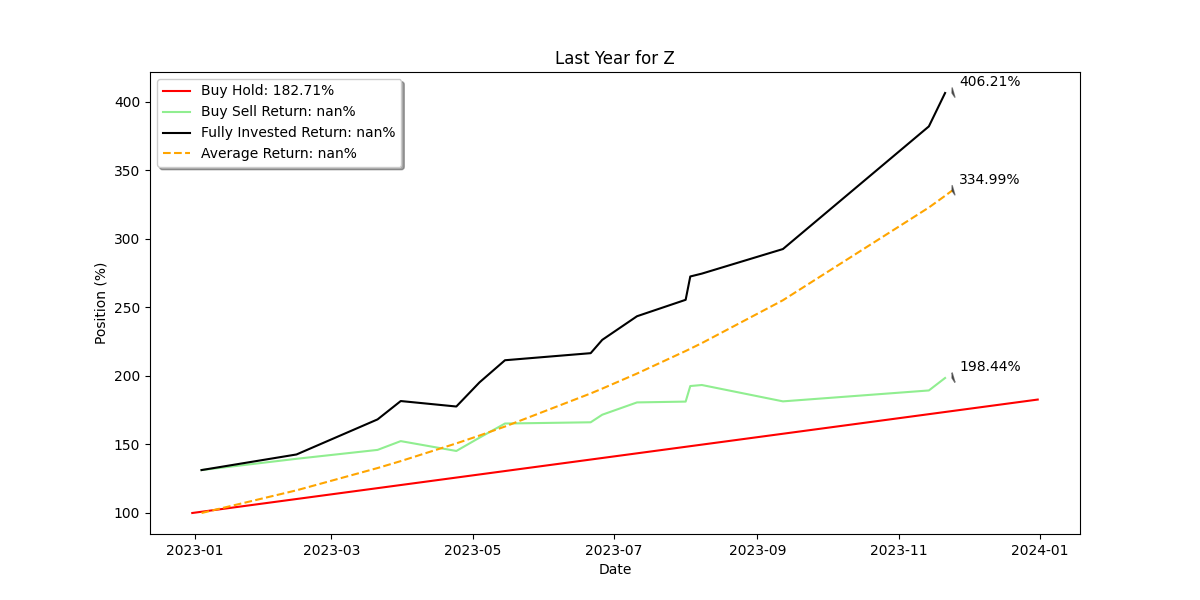 Last Year for Z
Buy Hold: 182.71%
Buy Sell Return: nan%
Fully Invested Return: nan%
Average Return: nan%
406.21%
334.99%
198.44%
Position (%)
400
350
300
250
200
150
100
2023-01 2023-03 2023-05 2023-07 2023-09 2023-11 2024-01
Date